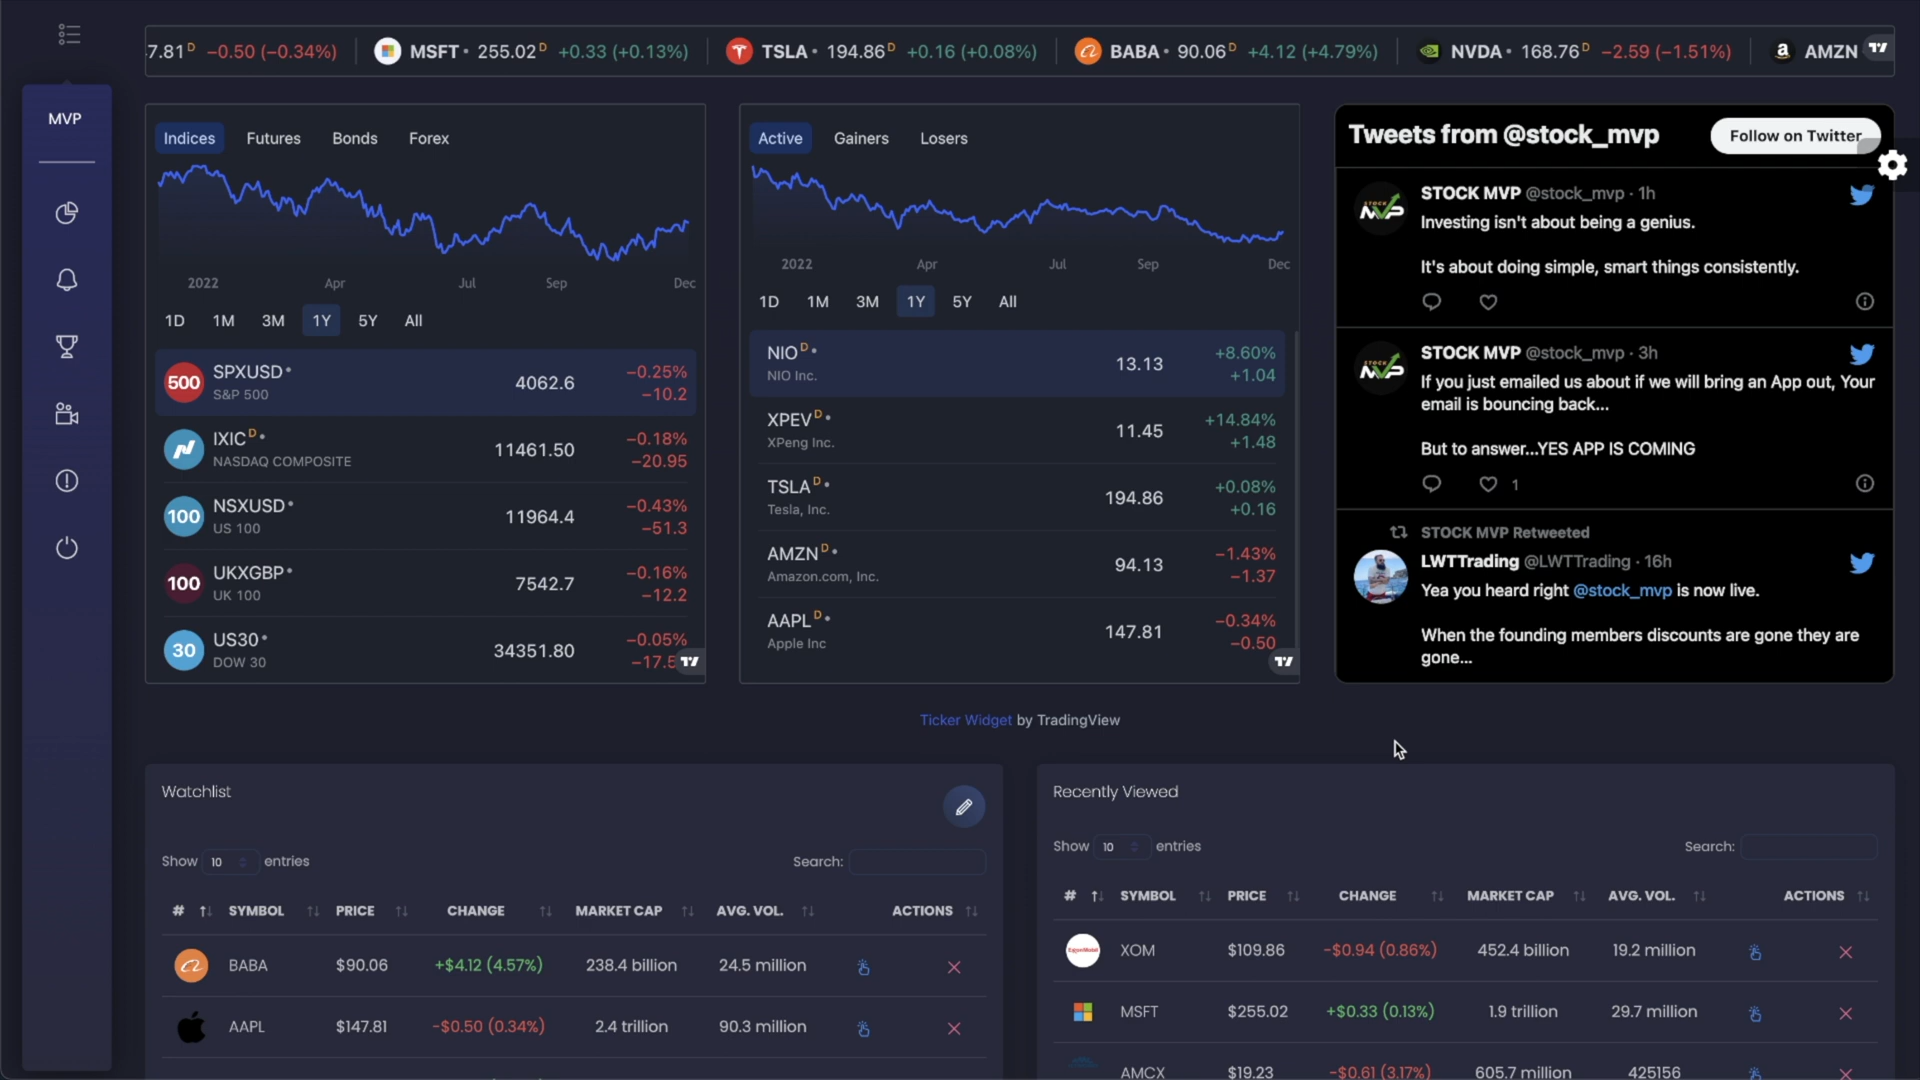 7.81 D −0.50 (−0.34%) MSFT • 255.02 D +0.33 (+0.13%) TSLA • 194.86 D +0.16 (+0.08%) BABA • 90.06 D +4.12 (+4.79%) NVDA • 168.76 D −2.59 (−1.51%) a AMZN
MVP
Indices Futures Bonds Forex
2022 Apr Jul Sep Dec
1D 1M 3M 1Y 5Y All
500 SPXUSD • 4062.6 −0.25%
S&P 500 −10.2
IXIC D • 11461.50 −0.18%
NASDAQ COMPOSITE −20.95
100 NSXUSD • 11964.4 −0.43%
US 100 −51.3
100 UKXGBP • 7542.7 −0.16%
UK 100 −12.2
30 US30 • 34351.80 −0.05%
DOW 30 −17.5
Active Gainers Losers
2022 Apr Jul Sep Dec
1D 1M 3M 1Y 5Y All
NIO D • 13.13 +8.60%
NIO Inc. +1.04
XPEV D • 11.45 +14.84%
XPeng Inc. +1.48
TSLA D • 194.86 +0.08%
Tesla, Inc. +0.16
AMZN D • 94.13 −1.43%
Amazon.com, Inc. −1.37
AAPL D • 147.81 −0.34%
Apple Inc −0.50
Tweets from @stock_mvp Follow on Twitter
STOCK MVP @stock_mvp · 1h
Investing isn't about being a genius.
It's about doing simple, smart things consistently.
STOCK MVP @stock_mvp · 3h
If you just emailed us about if we will bring an App out, Your
email is bouncing back...
But to answer...YES APP IS COMING
1
STOCK MVP Retweeted
LWTTrading @LWTTrading · 16h
Yea you heard right @stock_mvp is now live.
When the founding members discounts are gone they are
gone...
Ticker Widget by TradingView
Watchlist
Show 10 entries Search:
# SYMBOL PRICE CHANGE MARKET CAP AVG. VOL. ACTIONS
BABA $90.06 +$4.12 (4.57%) 238.4 billion 24.5 million
AAPL $147.81 -$0.50 (0.34%) 2.4 trillion 90.3 million
Recently Viewed
Show 10 entries Search:
# SYMBOL PRICE CHANGE MARKET CAP AVG. VOL. ACTIONS
XOM $109.86 -$0.94 (0.86%) 452.4 billion 19.2 million
MSFT $255.02 +$0.33 (0.13%) 1.9 trillion 29.7 million
AMCX $19.23 -$0.61 (3.17%) 605.7 million 425156